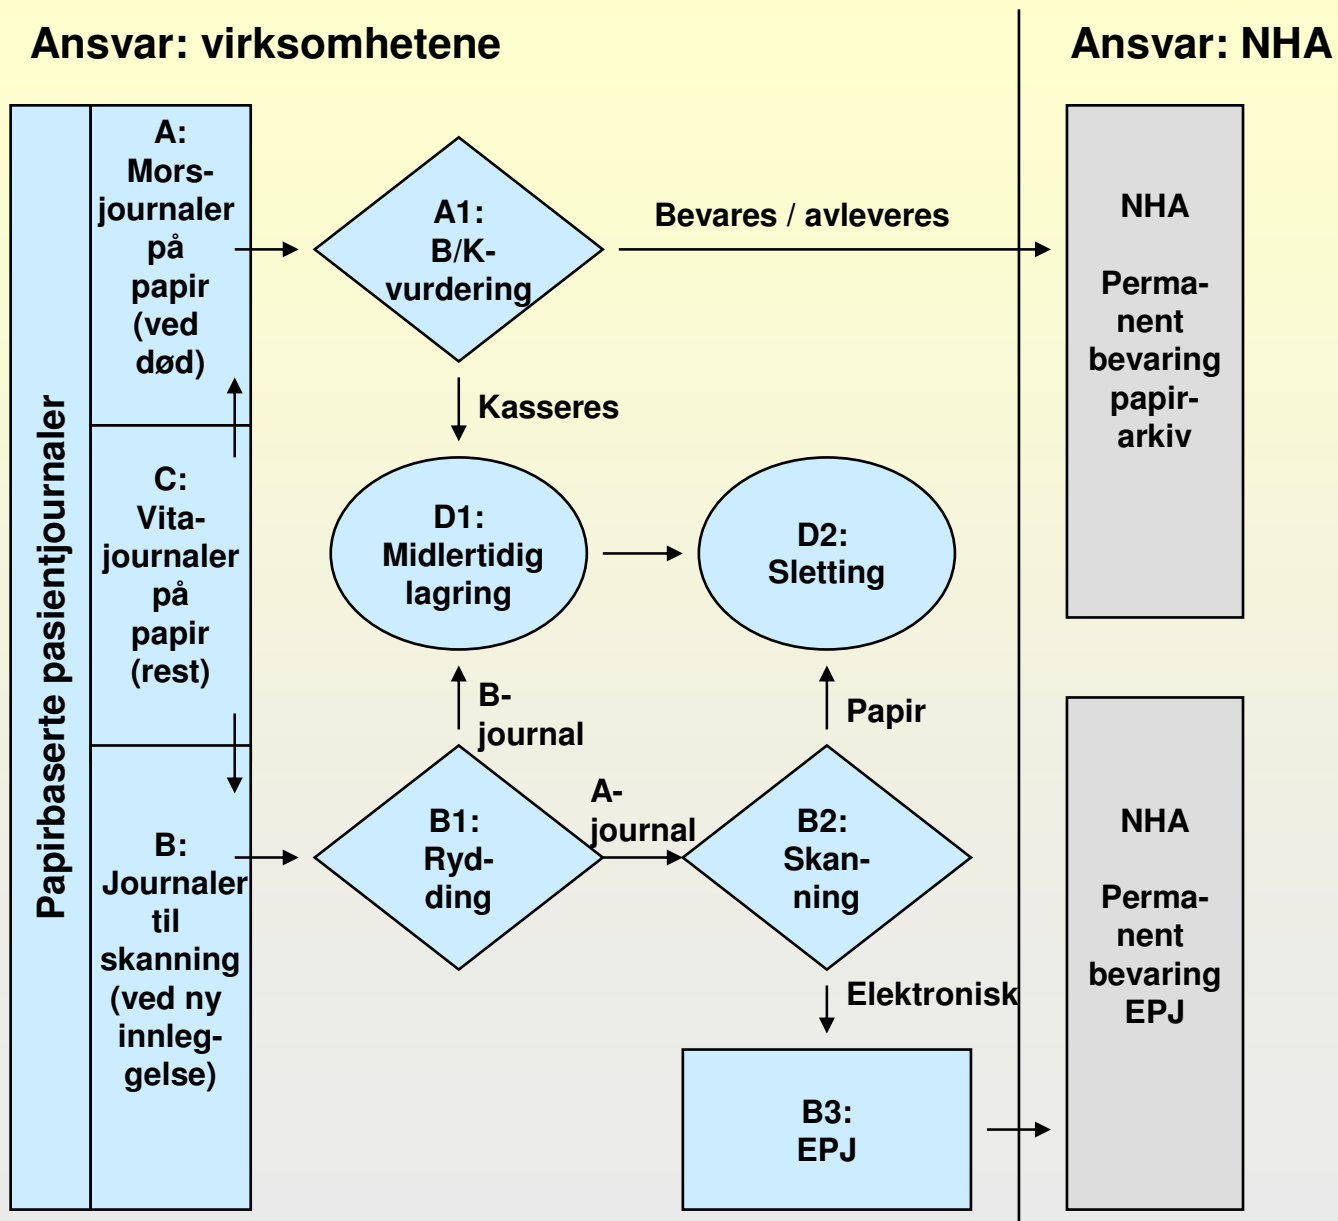 Ansvar: virksomhetene
Ansvar: NHA
Papirbaserte pasientjournaler
A:
Mors-
journaler
på
papir
(ved
død)
C:
Vita-
journaler
på
papir
(rest)
B:
Journaler
til
skanning
(ved ny
innleg-
gelse)
A1:
B/K-
vurdering
Bevares / avleveres
Kasseres
D1:
Midlertidig
lagring
D2:
Sletting
B-
journal
Papir
B1:
Ryd-
ding
A-
journal
B2:
Skan-
ning
Elektronisk
B3:
EPJ
NHA
Perma-
nent
bevaring
papir-
arkiv
NHA
Perma-
nent
bevaring
EPJ